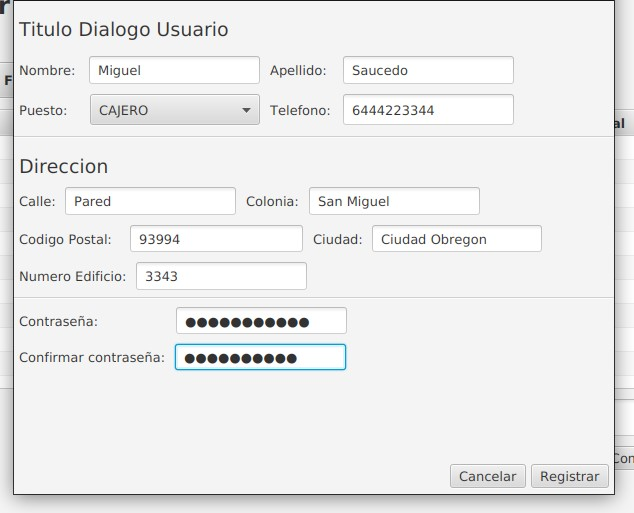 Titulo Dialogo Usuario
Nombre: Miguel Apellido: Saucedo
Puesto: CAJERO Telefono: 6444223344
Direccion
Calle: Pared Colonia: San Miguel
Codigo Postal: 93994 Ciudad: Ciudad Obregon
Numero Edificio: 3343
Contraseña: ●●●●●●●●●●●
Confirmar contraseña: ●●●●●●●●●●
Cancelar Registrar